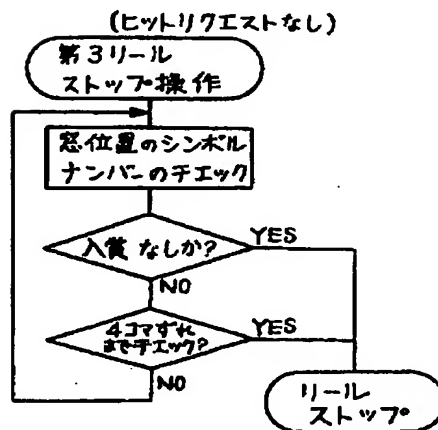 (ヒットリクエストなし)
第3リール
ストップ操作
窓位置のシンボル
ナンバーのチェック
入賞なしか?
YES
NO
4コマずれ
までチェック?
YES
NO
リール
ストップ